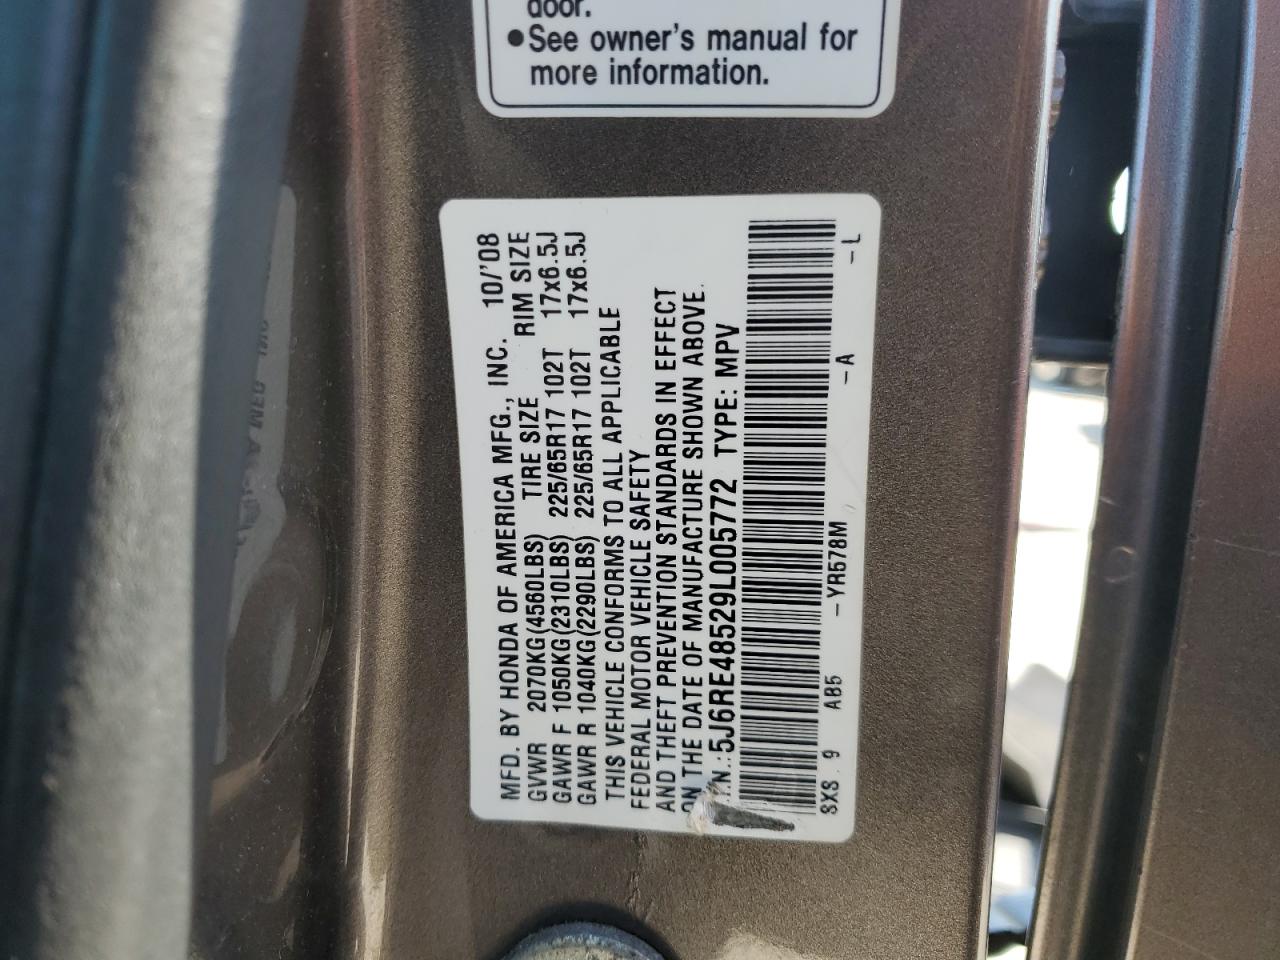 door.
●See owner's manual for
more information.
MFD. BY HONDA OF AMERICA MFG., INC. 10/'08
GVWR 2070KG(4560LBS) TIRE SIZE RIM SIZE
GAWR F 1050KG(2310LBS) 225/65R17 102T 17x6.5J
GAWR R 1040KG(2290LBS) 225/65R17 102T 17x6.5J
THIS VEHICLE CONFORMS TO ALL APPLICABLE
FEDERAL MOTOR VEHICLE SAFETY
AND THEFT PREVENTION STANDARDS IN EFFECT
ON THE DATE OF MANUFACTURE SHOWN ABOVE.
5J6RE48529L005772 TYPE: MPV
SXS 9 AB5 -YR578M -A -L